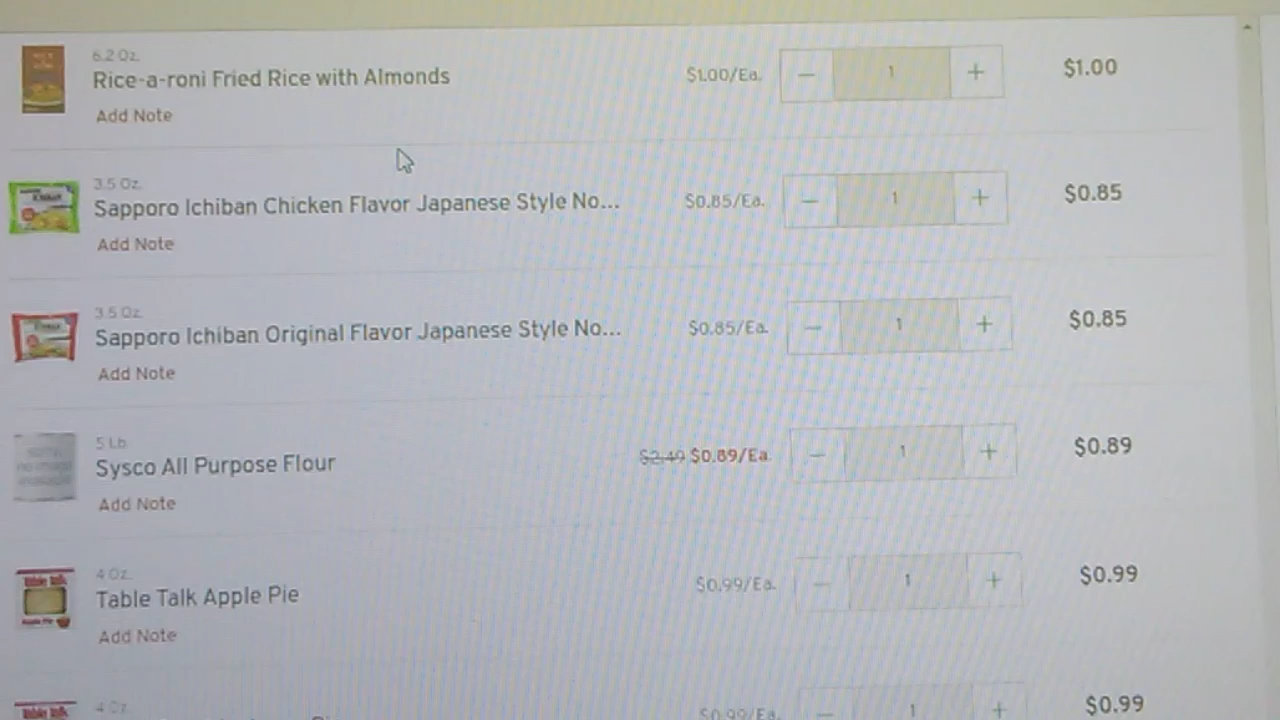 6.2 Oz.
Rice-a-roni Fried Rice with Almonds
$1.00/Ea.
1
$1.00
Add Note
3.5 Oz.
Sapporo Ichiban Chicken Flavor Japanese Style No...
$0.85/Ea.
1
$0.85
Add Note
3.5 Oz.
Sapporo Ichiban Original Flavor Japanese Style No...
$0.85/Ea.
1
$0.85
Add Note
5 Lb.
Sysco All Purpose Flour
$2.49 $0.89/Ea.
1
$0.89
Add Note
4 Oz.
Table Talk Apple Pie
$0.99/Ea.
1
$0.99
Add Note
Table Talk
4 Oz.
$0.99/Ea.
1
$0.99